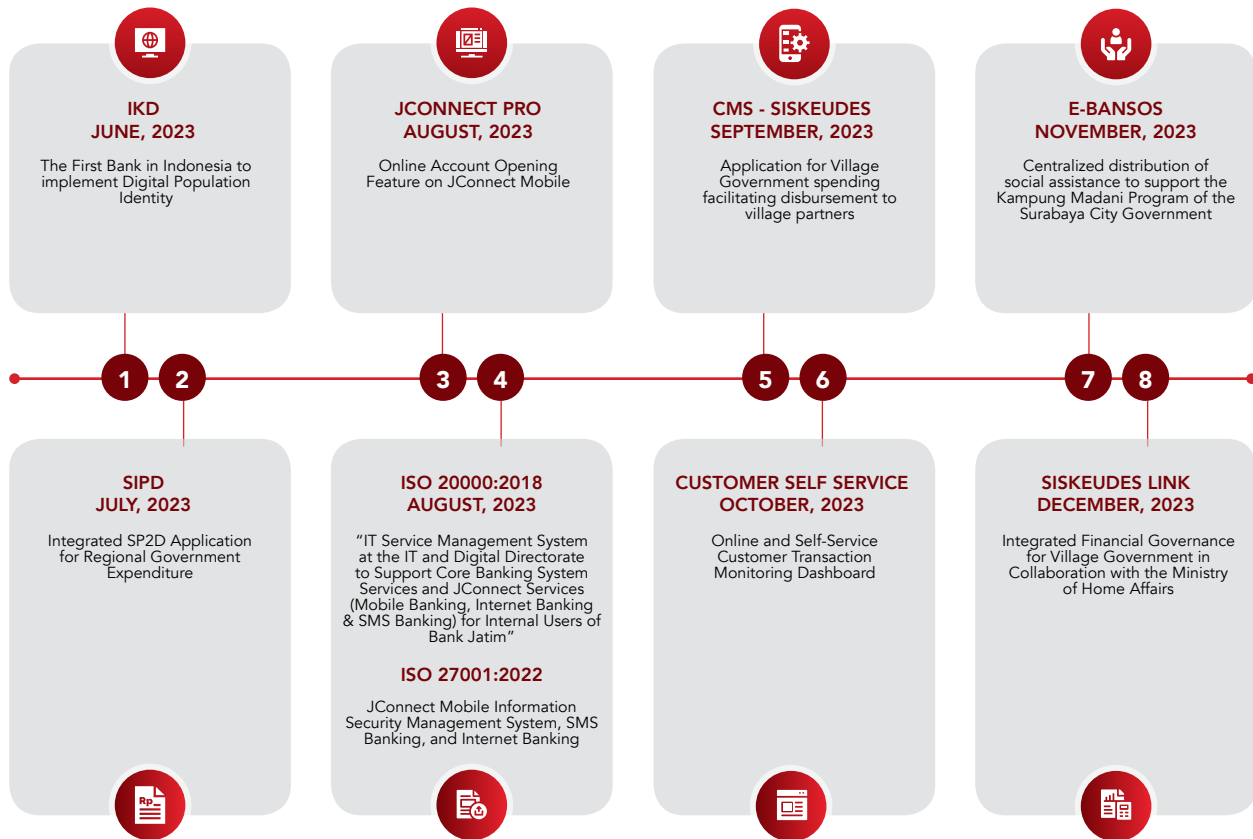 IKD
JUNE, 2023
The First Bank in Indonesia to
implement Digital Population
Identity
JCONNECT PRO
AUGUST, 2023
Online Account Opening
Feature on JConnect Mobile
CMS - SISKEUDES
SEPTEMBER, 2023
Application for Village
Government spending
facilitating disbursement to
village partners
E-BANSOS
NOVEMBER, 2023
Centralized distribution of
social assistance to support the
Kampung Madani Program of the
Surabaya City Government
1
2
3
4
5
6
7
8
SIPD
JULY, 2023
Integrated SP2D Application
for Regional Government
Expenditure
Rp
ISO 20000:2018
AUGUST, 2023
“IT Service Management System
at the IT and Digital Directorate
to Support Core Banking System
Services and JConnect Services
(Mobile Banking, Internet Banking
& SMS Banking) for Internal Users of
Bank Jatim”
ISO 27001:2022
JConnect Mobile Information
Security Management System, SMS
Banking, and Internet Banking
CUSTOMER SELF SERVICE
OCTOBER, 2023
Online and Self-Service
Customer Transaction
Monitoring Dashboard
SISKEUDES LINK
DECEMBER, 2023
Integrated Financial Governance
for Village Government in
Collaboration with the Ministry
of Home Affairs